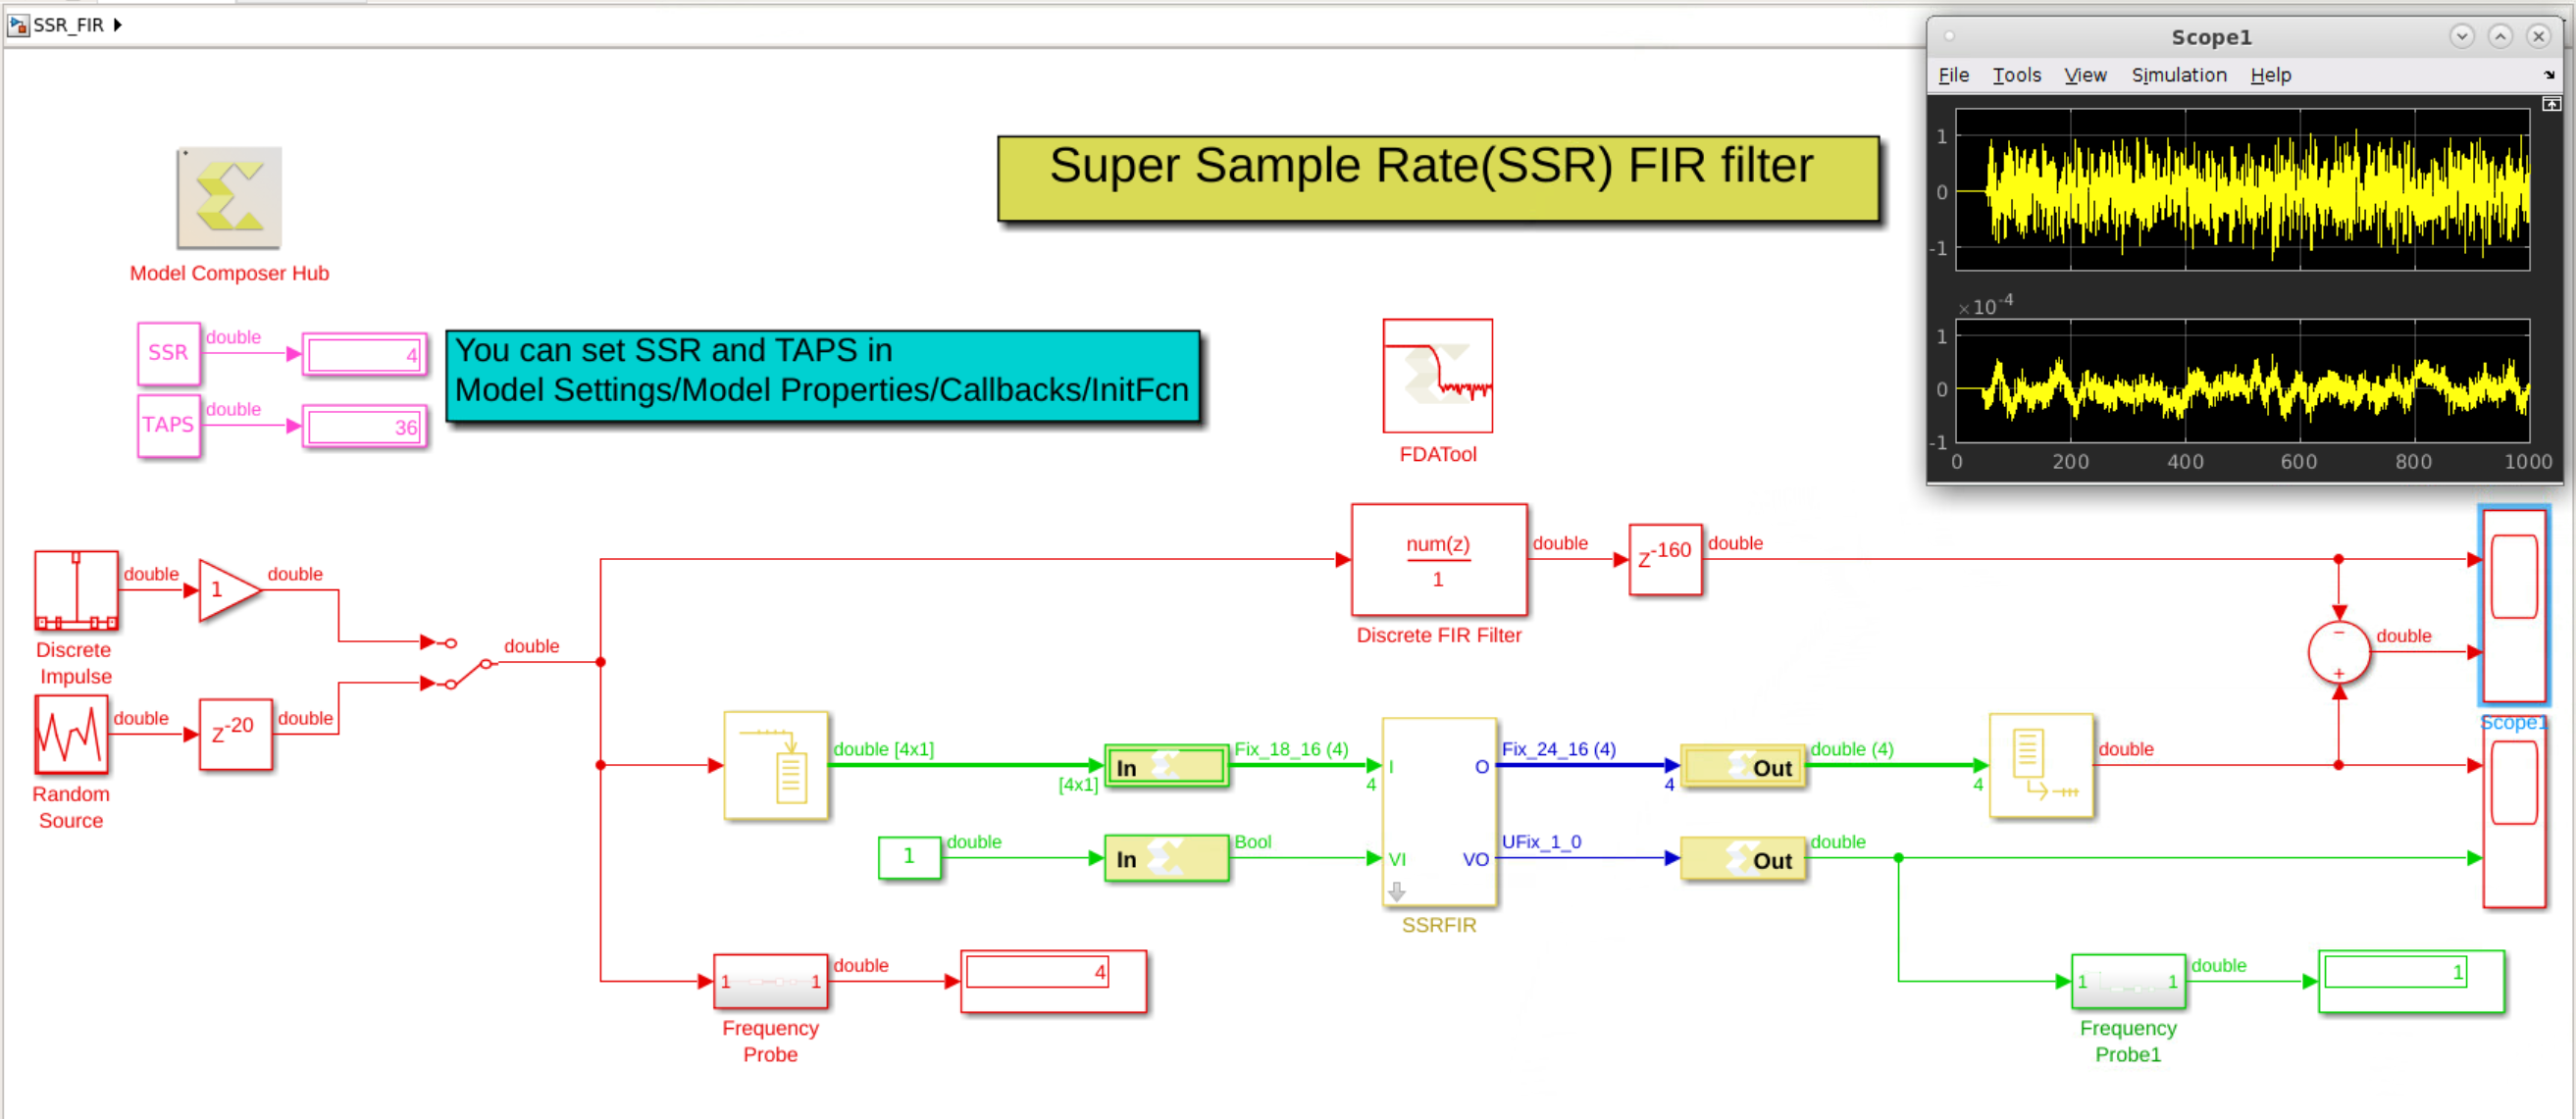 SSR_FIR
Scope1
File Tools View Simulation Help
1
0
-1
×10-4
1
0
-1
0 200 400 600 800 1000
Super Sample Rate(SSR) FIR filter
Model Composer Hub
SSR double 4
TAPS double 36
You can set SSR and TAPS in
Model Settings/Model Properties/Callbacks/InitFcn
FDATool
num(z)
1
double
Z-160
double
Discrete FIR Filter
double 1 double
Discrete
Impulse
double
double Z-20 double
Random
Source
double
Scope1
double [4x1]
[4x1]
In
Fix_18_16 (4)
4
I O
Fix_24_16 (4)
4
Out
double (4)
4
double
1 double In Bool VI VO UFix_1_0 Out double
SSRFIR
1 1 double 4
Frequency
Probe
1 1 double 1
Frequency
Probe1